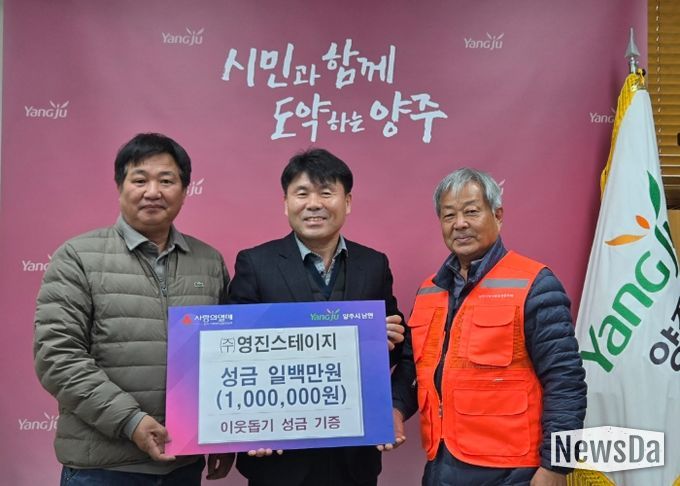 YangJu
YangJu
시민과 함께
도약하는 양주
YangJu
YangJu
YangJu
YangJu
YangJu
사랑의열매
YangJu 양주시 남면
㈜영진스테이지
성금 일백만원
(1,000,000원)
이웃돕기 성금 기증
YangJu
양
NewsDa